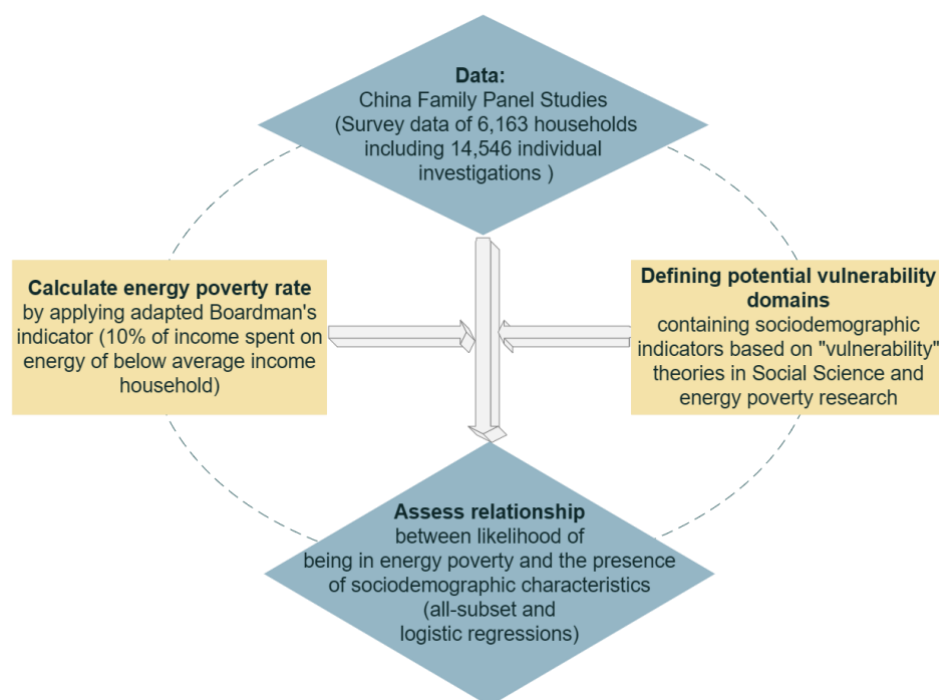 Data:
China Family Panel Studies
(Survey data of 6,163 households
including 14,546 individual
investigations )
Calculate energy poverty rate
by applying adapted Boardman's
indicator (10% of income spent on
energy of below average income
household)
Defining potential vulnerability
domains
containing sociodemographic
indicators based on "vulnerability"
theories in Social Science and
energy poverty research
Assess relationship
between likelihood of
being in energy poverty and the presence
of sociodemographic characteristics
(all-subset and
logistic regressions)